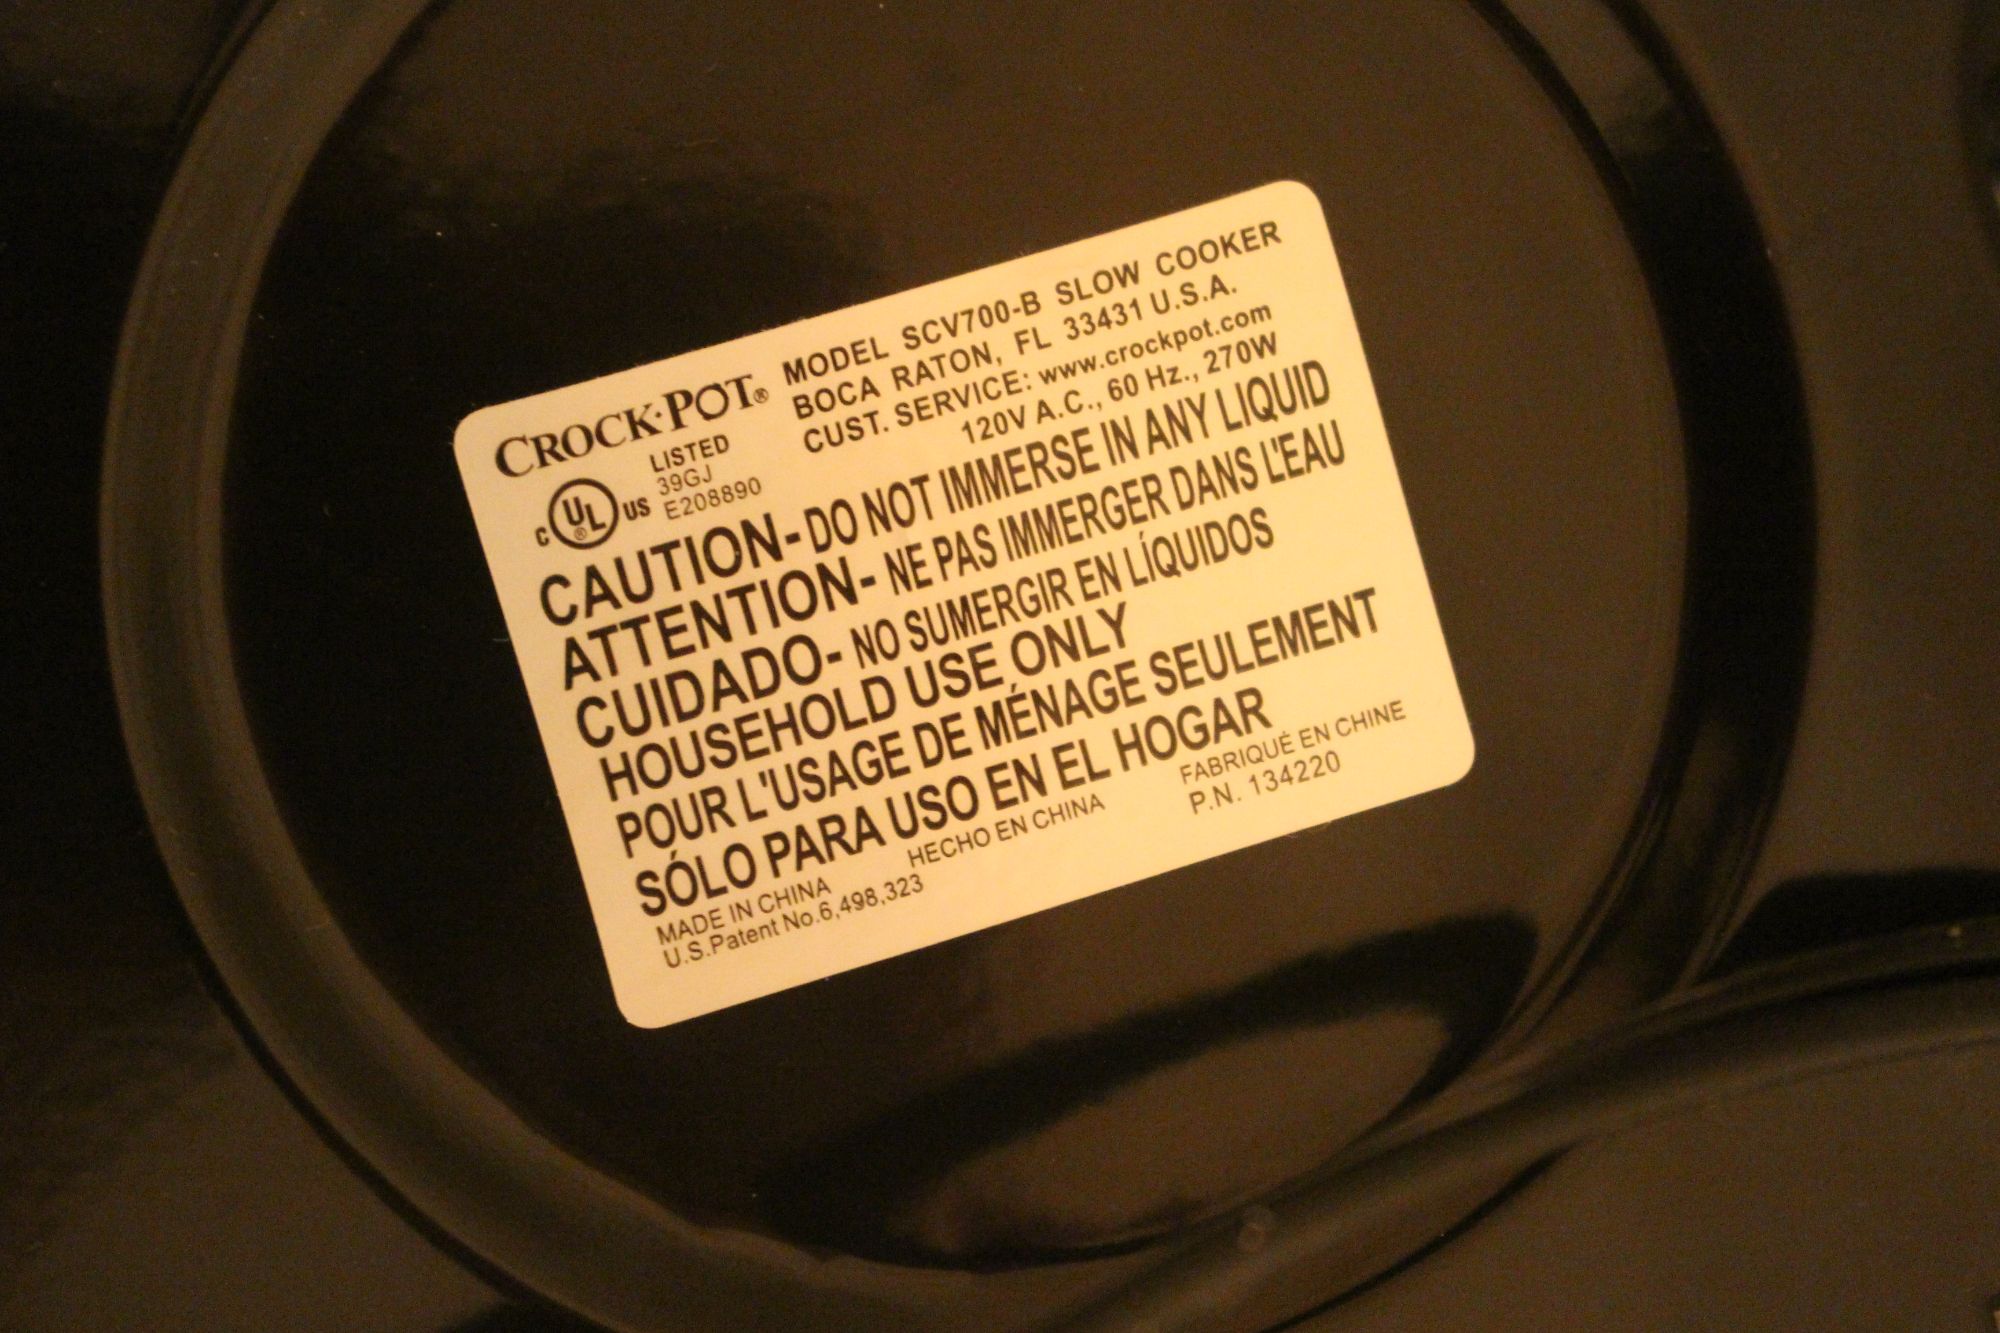 CROCK·POT®
MODEL SCV700-B SLOW COOKER
BOCA RATON, FL 33431 U.S.A.
CUST. SERVICE: www.crockpot.com
120V A.C., 60 Hz., 270W
C UL® US
LISTED
39GJ
E208890
CAUTION-DO NOT IMMERSE IN ANY LIQUID
ATTENTION- NE PAS IMMERGER DANS L'EAU
CUIDADO- NO SUMERGIR EN LÍQUIDOS
HOUSEHOLD USE ONLY
POUR L'USAGE DE MÉNAGE SEULEMENT
SÓLO PARA USO EN EL HOGAR
MADE IN CHINA HECHO EN CHINA FABRIQUÉ EN CHINE
U.S.Patent No.6,498,323 P.N. 134220